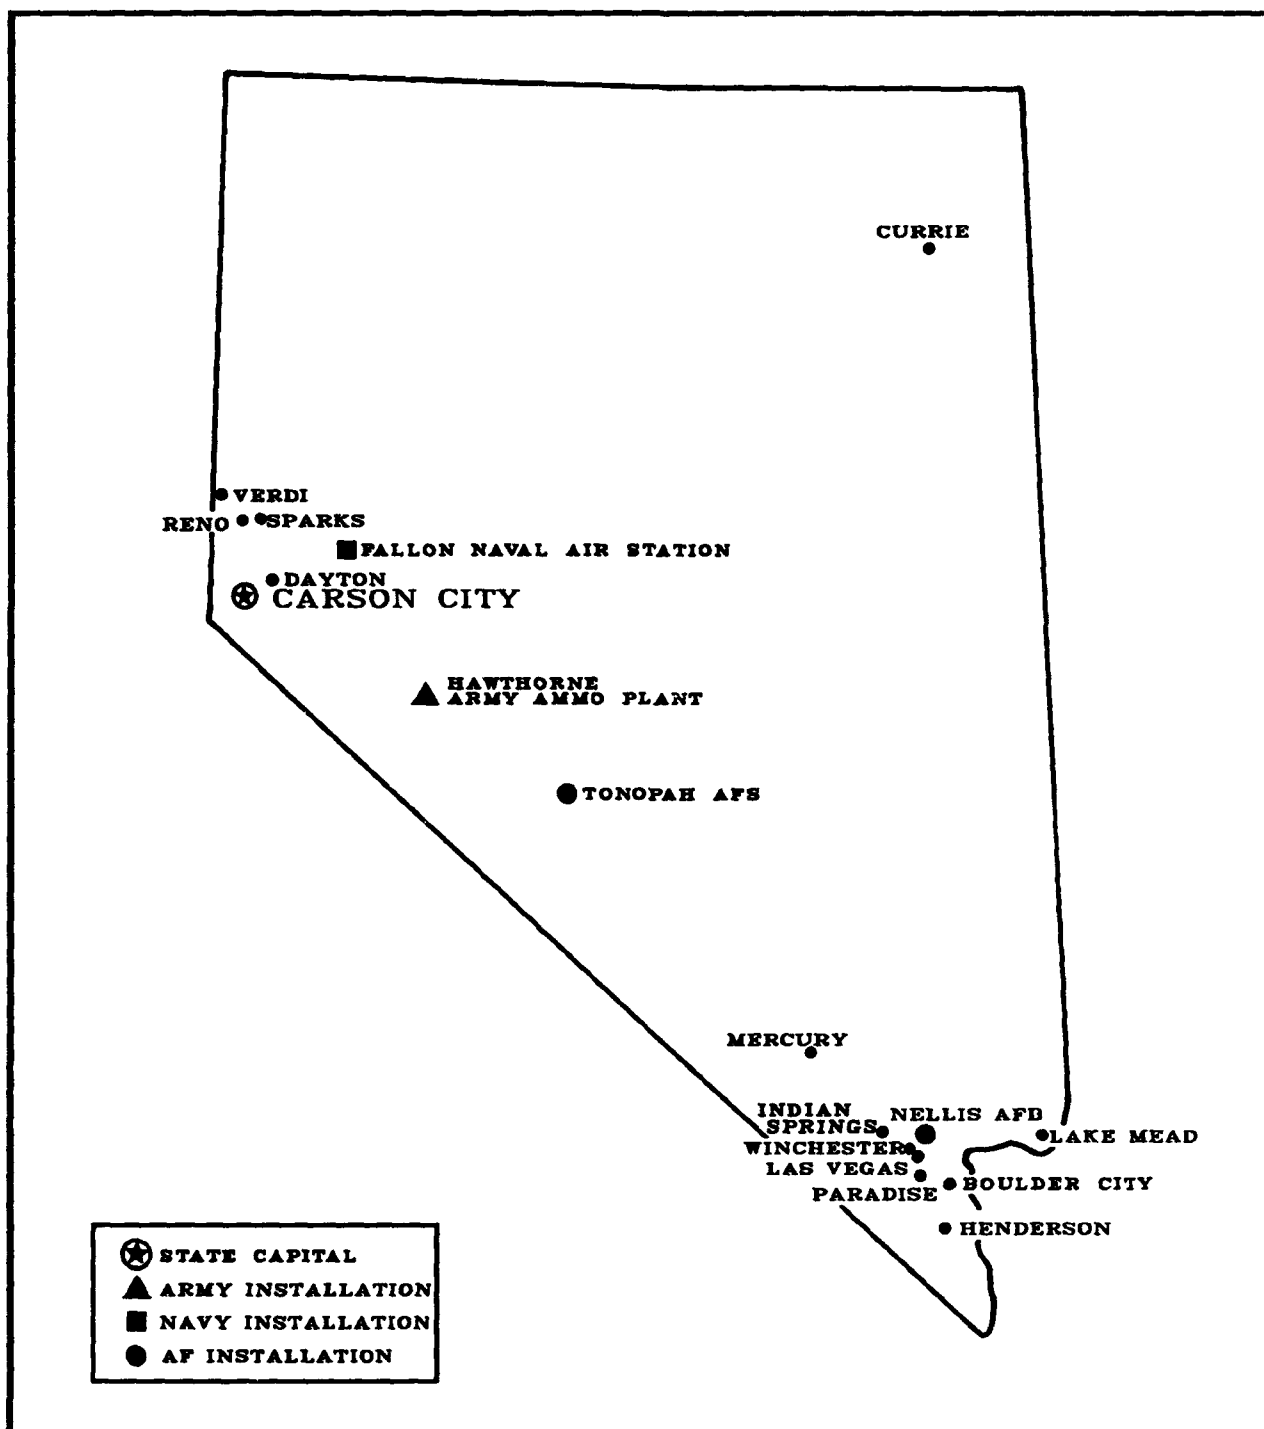 CURRIE
VERDI
RENO SPARKS
FALLON NAVAL AIR STATION
DAYTON
CARSON CITY
HAWTHORNE
ARMY AMMO PLANT
TONOPAH AFS
MERCURY
INDIAN
SPRINGS
NELLIS AFB
LAKE MEAD
WINCHESTER
LAS VEGAS
PARADISE
BOULDER CITY
HENDERSON
STATE CAPITAL
ARMY INSTALLATION
NAVY INSTALLATION
AF INSTALLATION